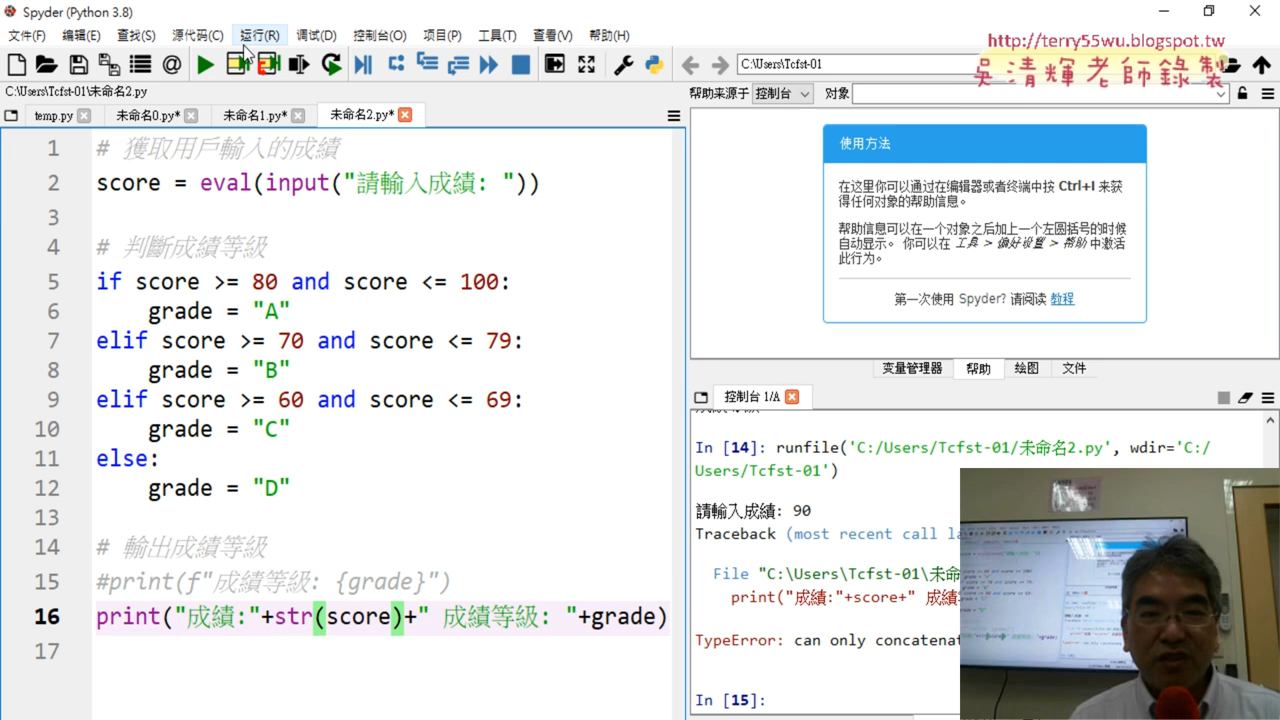 Spyder (Python 3.8)
文件(F) 编辑(E) 查找(S) 源代码(C) 运行(R) 调试(D) 控制台(O) 项目(P) 工具(T) 查看(V) 帮助(H)
http://terry55wu.blogspot.tw
吳清輝老師錄製
C:\Users\Tcfst-01
C:\Users\Tcfst-01\未命名2.py
temp.py 未命名0.py* 未命名1.py* 未命名2.py*
1 # 獲取用戶輸入的成績
2 score = eval(input("請輸入成績: "))
3
4 # 判斷成績等級
5 if score >= 80 and score <= 100:
6 grade = "A"
7 elif score >= 70 and score <= 79:
8 grade = "B"
9 elif score >= 60 and score <= 69:
10 grade = "C"
11 else:
12 grade = "D"
13
14 # 輸出成績等級
15 #print(f"成績等級: {grade}")
16 print("成績:"+str(score)+" 成績等級: "+grade)
17
帮助来源于 控制台 对象
使用方法
在这里你可以通过在编辑器或者终端中按 Ctrl+I 来获
得任何对象的帮助信息。
帮助信息可以在一个对象之后加上一个左圆括号的时候
自动显示。 你可以在 工具 > 偏好设置 > 帮助 中激活
此行为。
第一次使用 Spyder? 请阅读 教程
变量管理器 帮助 绘图 文件
控制台 1/A
In [14]: runfile('C:/Users/Tcfst-01/未命名2.py', wdir='C:/
Users/Tcfst-01')
請輸入成績: 90
Traceback (most recent call la
File "C:\Users\Tcfst-01\未命
print("成績:"+score+" 成績
TypeError: can only concatenat
In [15]: